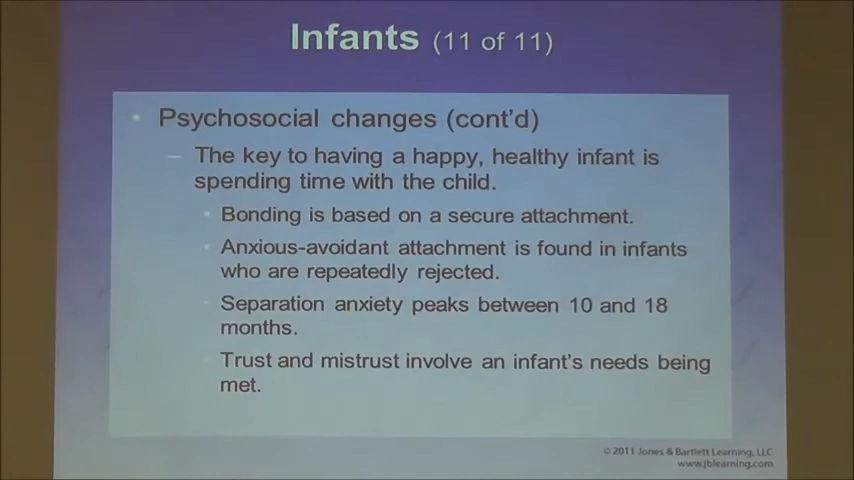 Infants (11 of 11)
• Psychosocial changes (cont'd)
– The key to having a happy, healthy infant is
spending time with the child.
• Bonding is based on a secure attachment.
• Anxious-avoidant attachment is found in infants
who are repeatedly rejected.
• Separation anxiety peaks between 10 and 18
months.
• Trust and mistrust involve an infant's needs being
met.
© 2011 Jones & Bartlett Learning, LLC
www.jblearning.com